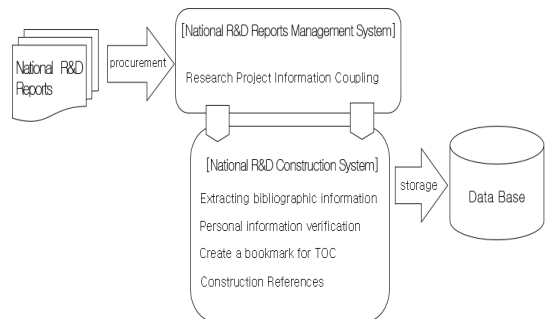 National R&D
Reports
procurement
[National R&D Reports Management System]
Research Project Information Coupling
[National R&D Construction System]
Extracting bibliographic information
Personal information verification
Create a bookmark for TOC
Construction References
storage
Data Base